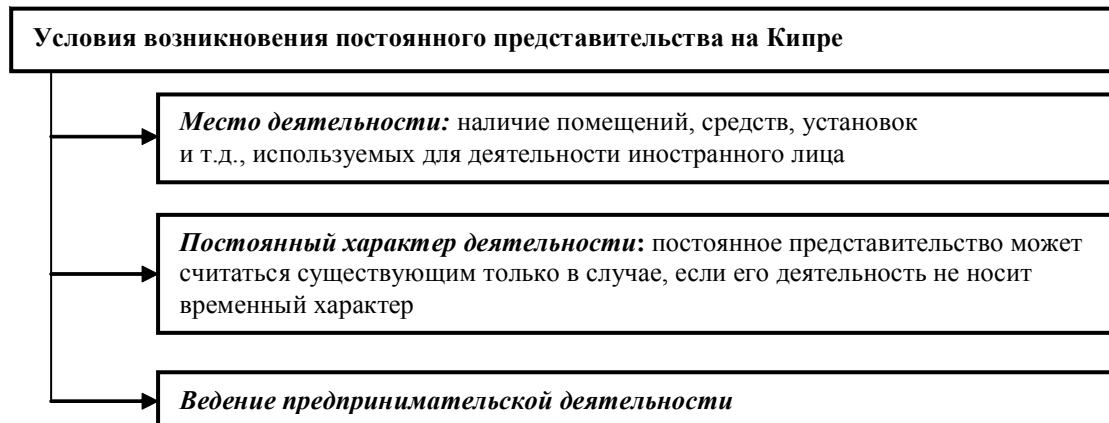 Условия возникновения постоянного представительства на Кипре
Место деятельности: наличие помещений, средств, установок
и т.д., используемых для деятельности иностранного лица
Постоянный характер деятельности: постоянное представительство может
считаться существующим только в случае, если его деятельность не носит
временный характер
Ведение предпринимательской деятельности